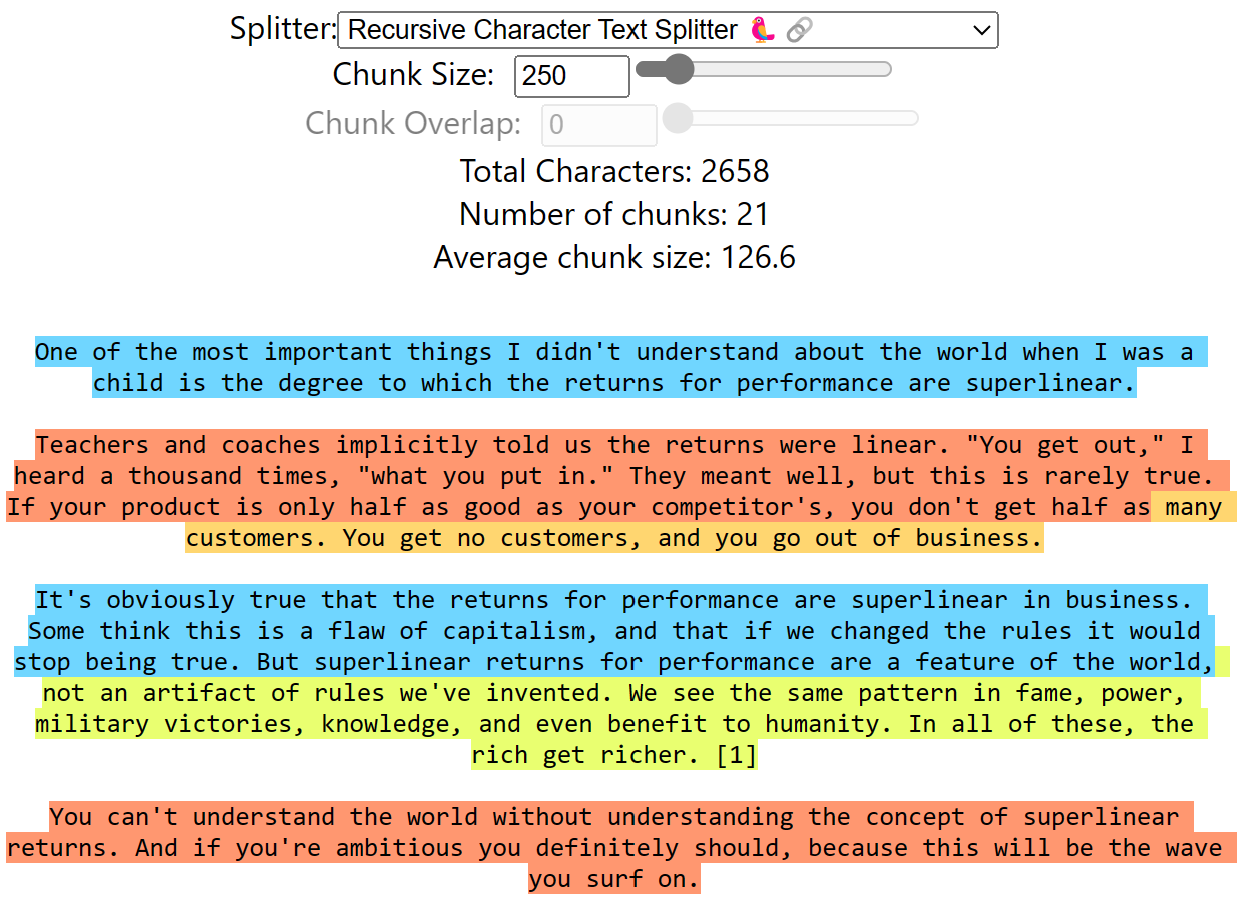 Splitter: Recursive Character Text Splitter 🦜🔗
Chunk Size: 250
Chunk Overlap: 0
Total Characters: 2658
Number of chunks: 21
Average chunk size: 126.6
One of the most important things I didn't understand about the world when I was a
child is the degree to which the returns for performance are superlinear.
Teachers and coaches implicitly told us the returns were linear. "You get out," I
heard a thousand times, "what you put in." They meant well, but this is rarely true.
If your product is only half as good as your competitor's, you don't get half as many
customers. You get no customers, and you go out of business.
It's obviously true that the returns for performance are superlinear in business.
Some think this is a flaw of capitalism, and that if we changed the rules it would
stop being true. But superlinear returns for performance are a feature of the world,
not an artifact of rules we've invented. We see the same pattern in fame, power,
military victories, knowledge, and even benefit to humanity. In all of these, the
rich get richer. [1]
You can't understand the world without understanding the concept of superlinear
returns. And if you're ambitious you definitely should, because this will be the wave
you surf on.